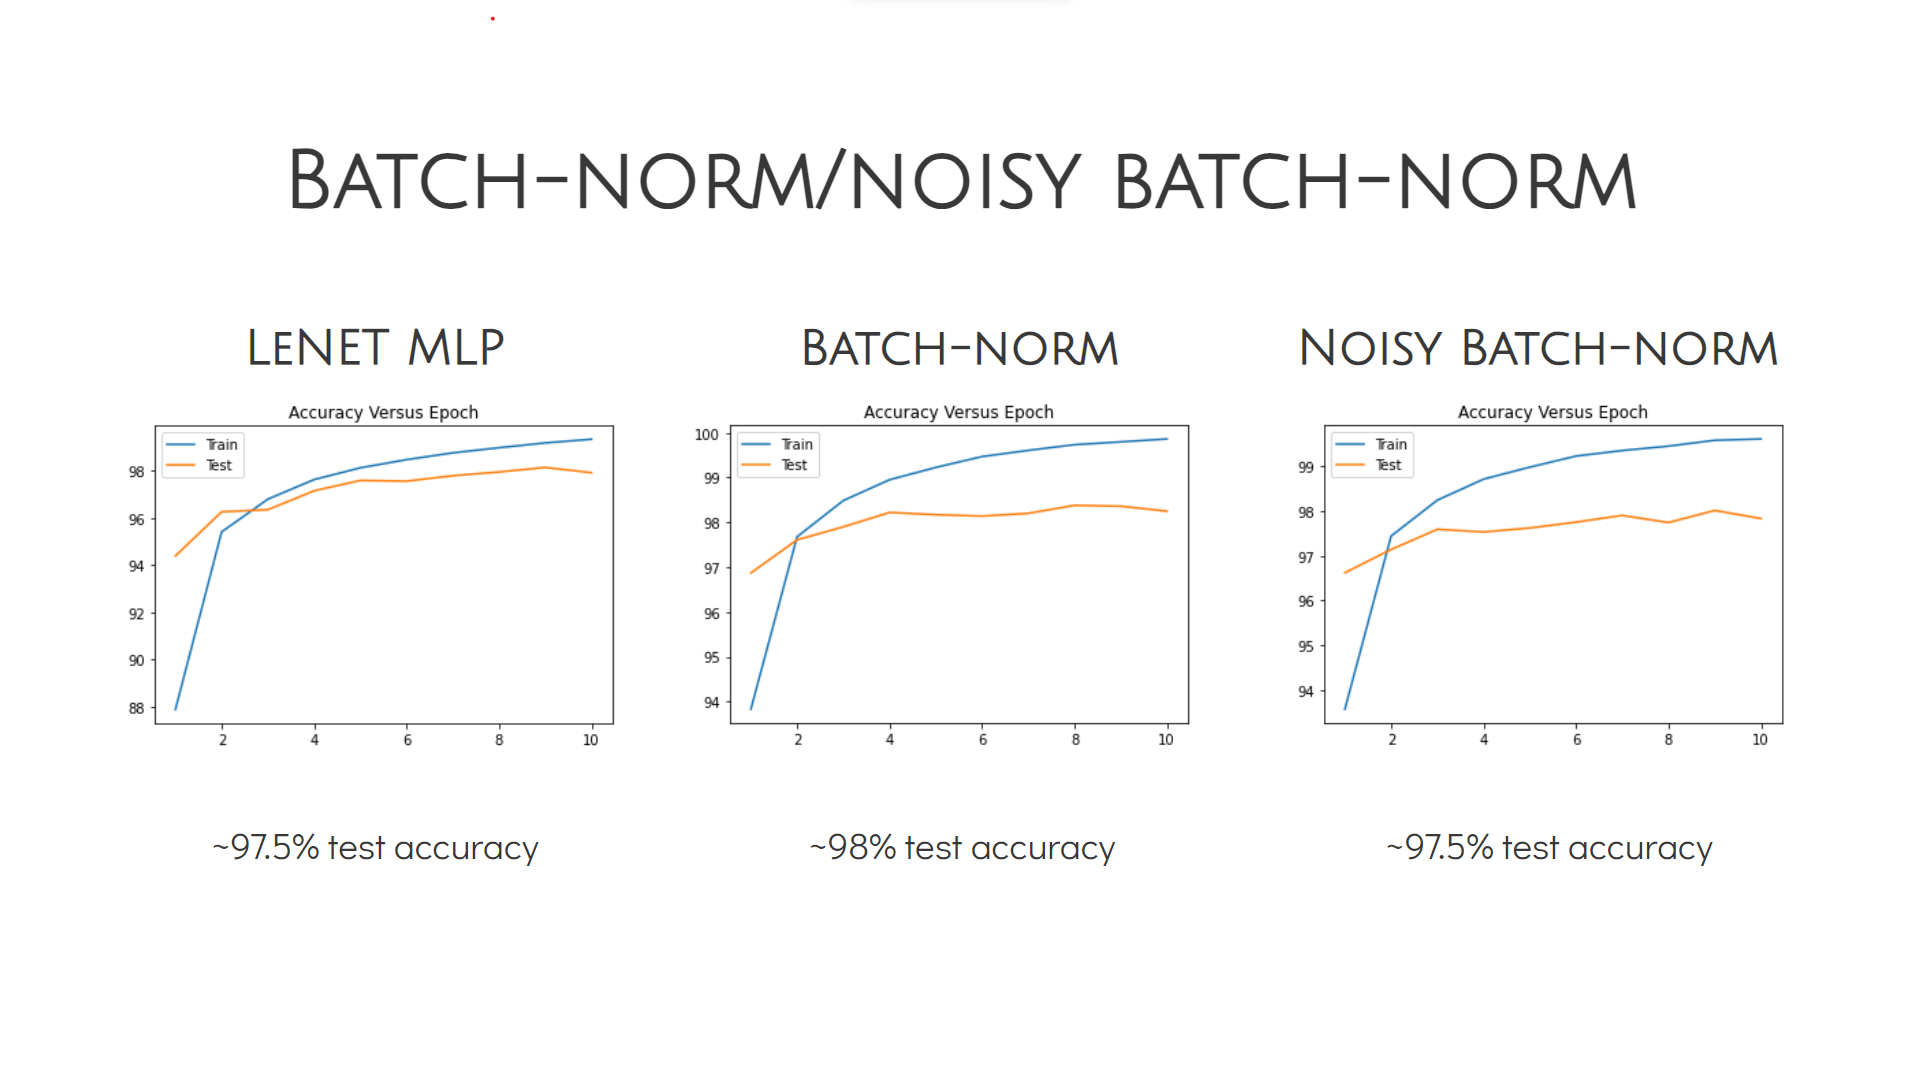 Batch-norm/noisy batch-norm
LeNET MLP
Batch-norm
Noisy Batch-norm
Accuracy Versus Epoch
Train
Test
98
96
94
92
90
88
2 4 6 8 10
Accuracy Versus Epoch
Train
Test
100
99
98
97
96
95
94
2 4 6 8 10
Accuracy Versus Epoch
Train
Test
99
98
97
96
95
94
2 4 6 8 10
~97.5% test accuracy
~98% test accuracy
~97.5% test accuracy